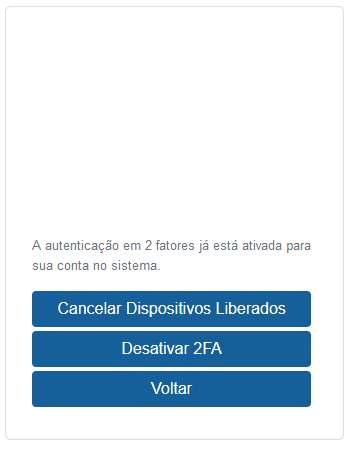 A autenticação em 2 fatores já está ativada para
sua conta no sistema.
Cancelar Dispositivos Liberados
Desativar 2FA
Voltar